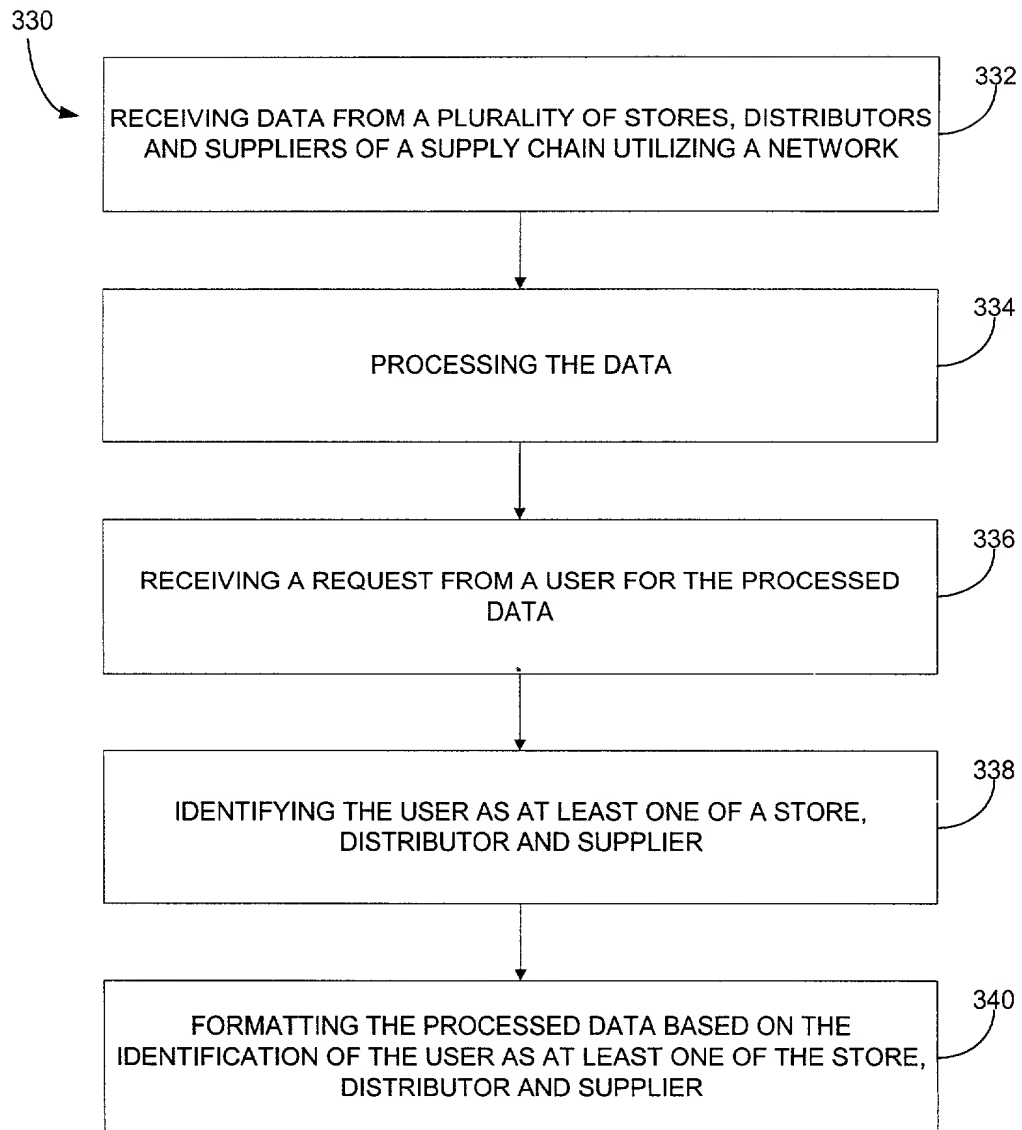 330
332
RECEIVING DATA FROM A PLURALITY OF STORES, DISTRIBUTORS
AND SUPPLIERS OF A SUPPLY CHAIN UTILIZING A NETWORK
334
PROCESSING THE DATA
336
RECEIVING A REQUEST FROM A USER FOR THE PROCESSED
DATA
338
IDENTIFYING THE USER AS AT LEAST ONE OF A STORE,
DISTRIBUTOR AND SUPPLIER
340
FORMATTING THE PROCESSED DATA BASED ON THE
IDENTIFICATION OF THE USER AS AT LEAST ONE OF THE STORE,
DISTRIBUTOR AND SUPPLIER